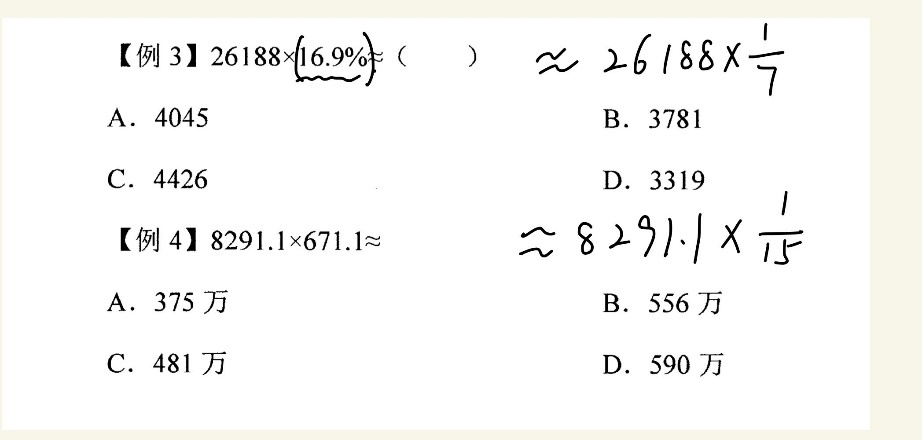 【例 3】26188×(16.9%)≈（  ） ≈ 26188×1/7
A．4045 B．3781
C．4426 D．3319
【例 4】8291.1×671.1≈ ≈ 8291.1×1/15
A．375 万 B．556 万
C．481 万 D．590 万